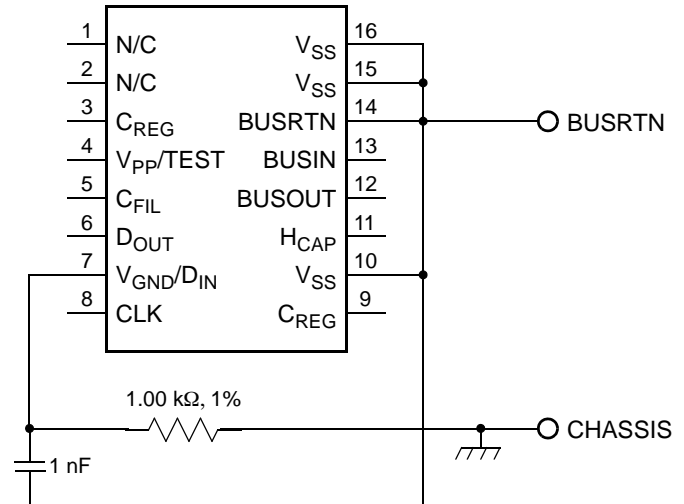 1 N/C V_SS 16
2 N/C V_SS 15
3 C_REG BUSRTN 14 BUSRTN
4 V_PP/TEST BUSIN 13
5 C_FIL BUSOUT 12
6 D_OUT H_CAP 11
7 V_GND/D_IN V_SS 10
8 CLK C_REG 9
1.00 kΩ, 1%
CHASSIS
1 nF